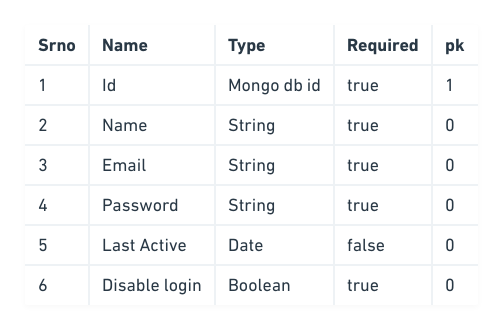 Srno Name Type Required pk
1 Id Mongo db id true 1
2 Name String true 0
3 Email String true 0
4 Password String true 0
5 Last Active Date false 0
6 Disable login Boolean true 0